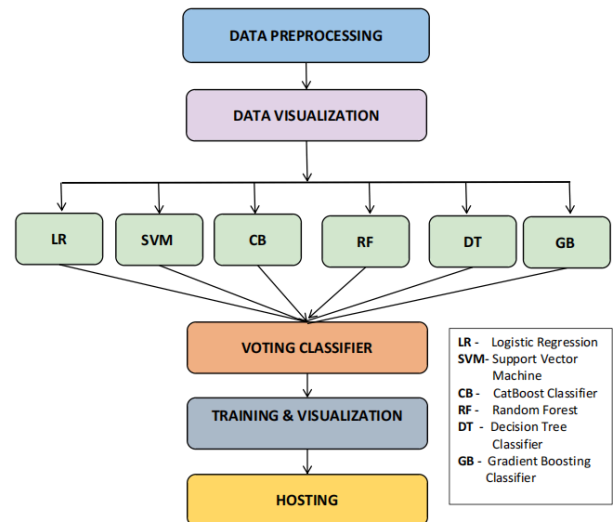 DATA PREPROCESSING
DATA VISUALIZATION
LR
SVM
CB
RF
DT
GB
VOTING CLASSIFIER
TRAINING & VISUALIZATION
HOSTING
LR - Logistic Regression
SVM- Support Vector
Machine
CB - CatBoost Classifier
RF - Random Forest
DT - Decision Tree
Classifier
GB - Gradient Boosting
Classifier